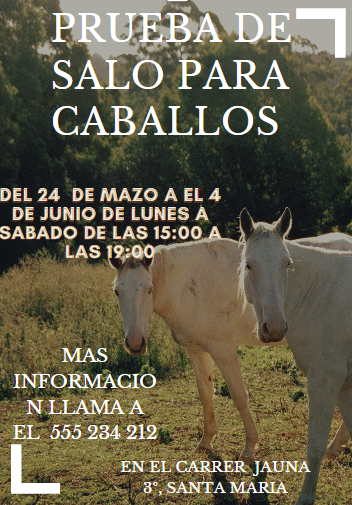 PRUEBA DE
SALO PARA
CABALLOS
DEL 24 DE MAZO A EL 4
DE JUNIO DE LUNES A
SABADO DE LAS 15:00 A
LAS 19:00
MAS
INFORMACIO
N LLAMA A
EL 555 234 212
EN EL CARRER JAUNA
3º, SANTA MARIA